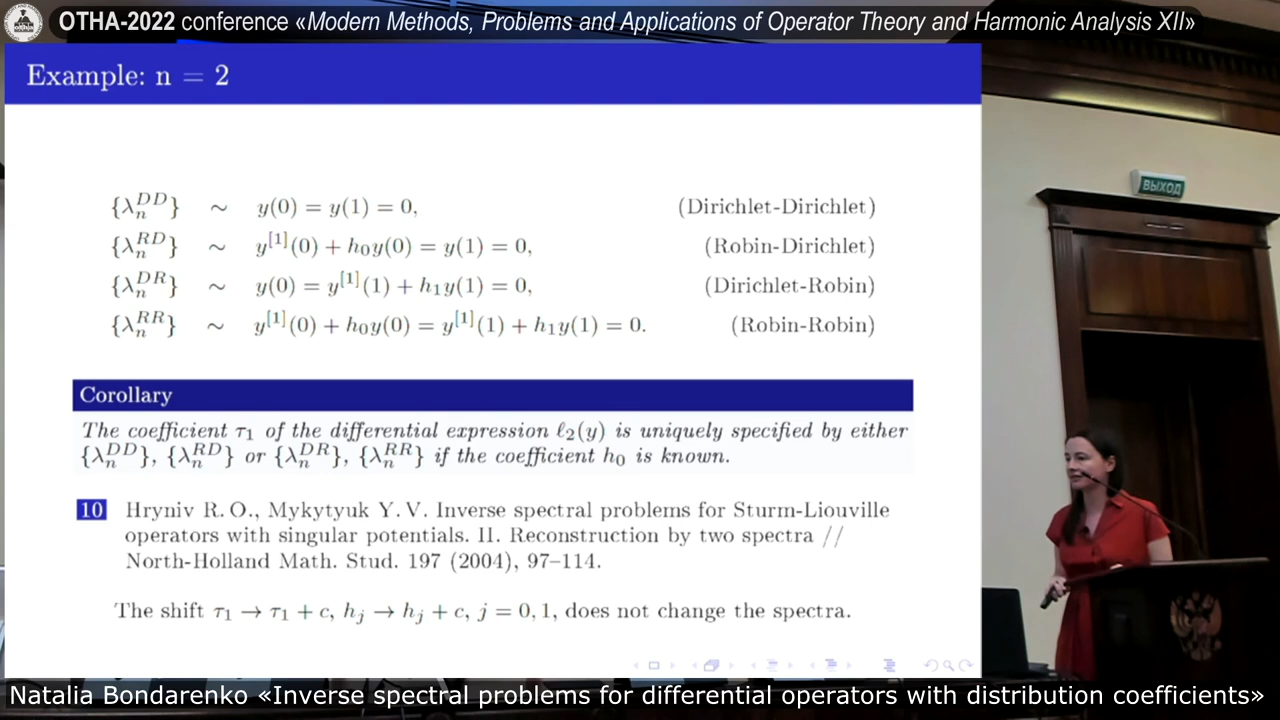 OTHA-2022 conference «Modern Methods, Problems and Applications of Operator Theory and Harmonic Analysis XII»
Example: n = 2
{λ_n^{DD}} ∼ y(0) = y(1) = 0, (Dirichlet-Dirichlet)
{λ_n^{RD}} ∼ y^{[1]}(0) + h_0y(0) = y(1) = 0, (Robin-Dirichlet)
{λ_n^{DR}} ∼ y(0) = y^{[1]}(1) + h_1y(1) = 0, (Dirichlet-Robin)
{λ_n^{RR}} ∼ y^{[1]}(0) + h_0y(0) = y^{[1]}(1) + h_1y(1) = 0. (Robin-Robin)
Corollary
The coefficient τ_1 of the differential expression ℓ_2(y) is uniquely specified by either
{λ_n^{DD}}, {λ_n^{RD}} or {λ_n^{DR}}, {λ_n^{RR}} if the coefficient h_0 is known.
10 Hryniv R. O., Mykytyuk Y. V. Inverse spectral problems for Sturm-Liouville
operators with singular potentials. II. Reconstruction by two spectra //
North-Holland Math. Stud. 197 (2004), 97–114.
The shift τ_1 → τ_1 + c, h_j → h_j + c, j = 0, 1, does not change the spectra.
ВЫХОД
Natalia Bondarenko «Inverse spectral problems for differential operators with distribution coefficients»